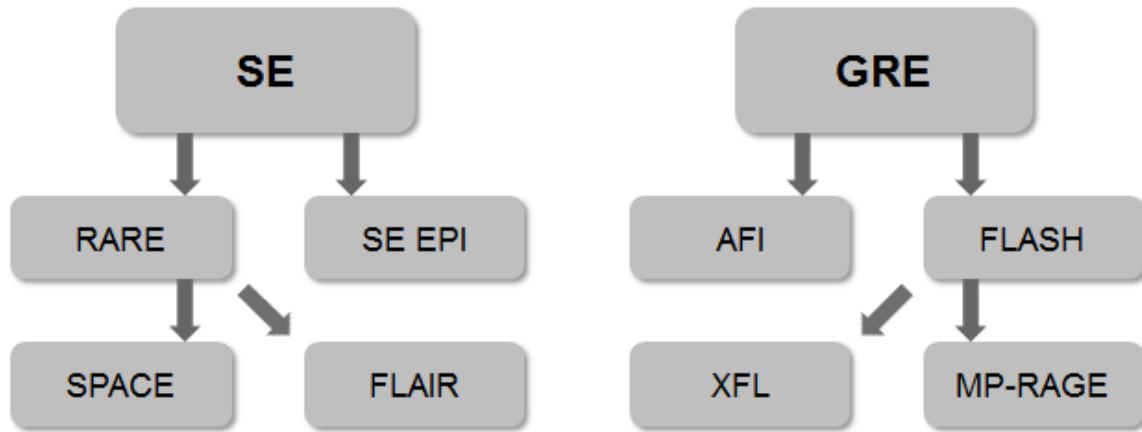 SE
GRE
RARE
SE EPI
AFI
FLASH
SPACE
FLAIR
XFL
MP-RAGE